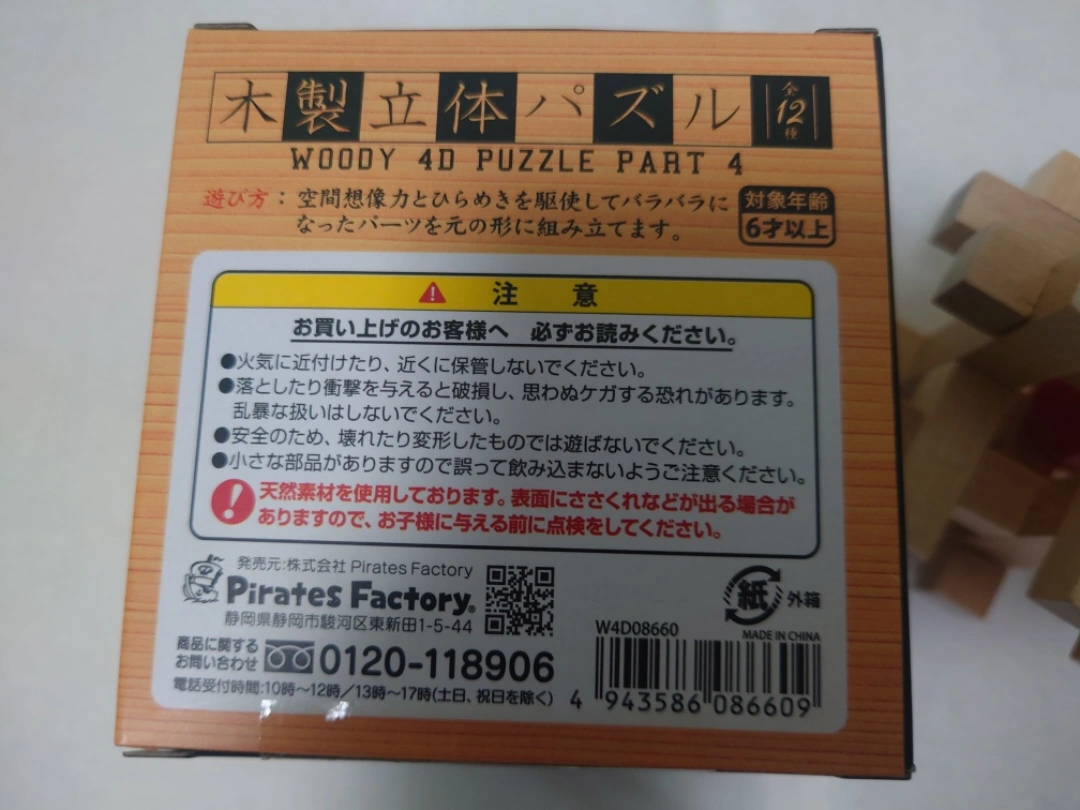 木製立体パズル 全12種
WOODY 4D PUZZLE PART 4
遊び方：空間想像力とひらめきを駆使してバラバラに
なったパーツを元の形に組み立てます。
対象年齢
6才以上
注意
お買い上げのお客様へ 必ずお読みください。
●火気に近付けたり、近くに保管しないでください。
●落としたり衝撃を与えると破損し、思わぬケガする恐れがあります。
乱暴な扱いはしないでください。
●安全のため、壊れたり変形したものでは遊ばないでください。
●小さな部品がありますので誤って飲み込まないようご注意ください。
天然素材を使用しております。表面にささくれなどが出る場合が
ありますので、お子様に与える前に点検をしてください。
発売元:株式会社 Pirates Factory
Pirates Factory®
静岡県静岡市駿河区東新田1-5-44
商品に関する
お問い合わせ 0120-118906
電話受付時間:10時〜12時/13時〜17時(土日、祝日を除く)
紙 外箱
W4D08660 MADE IN CHINA
4 943586 086609